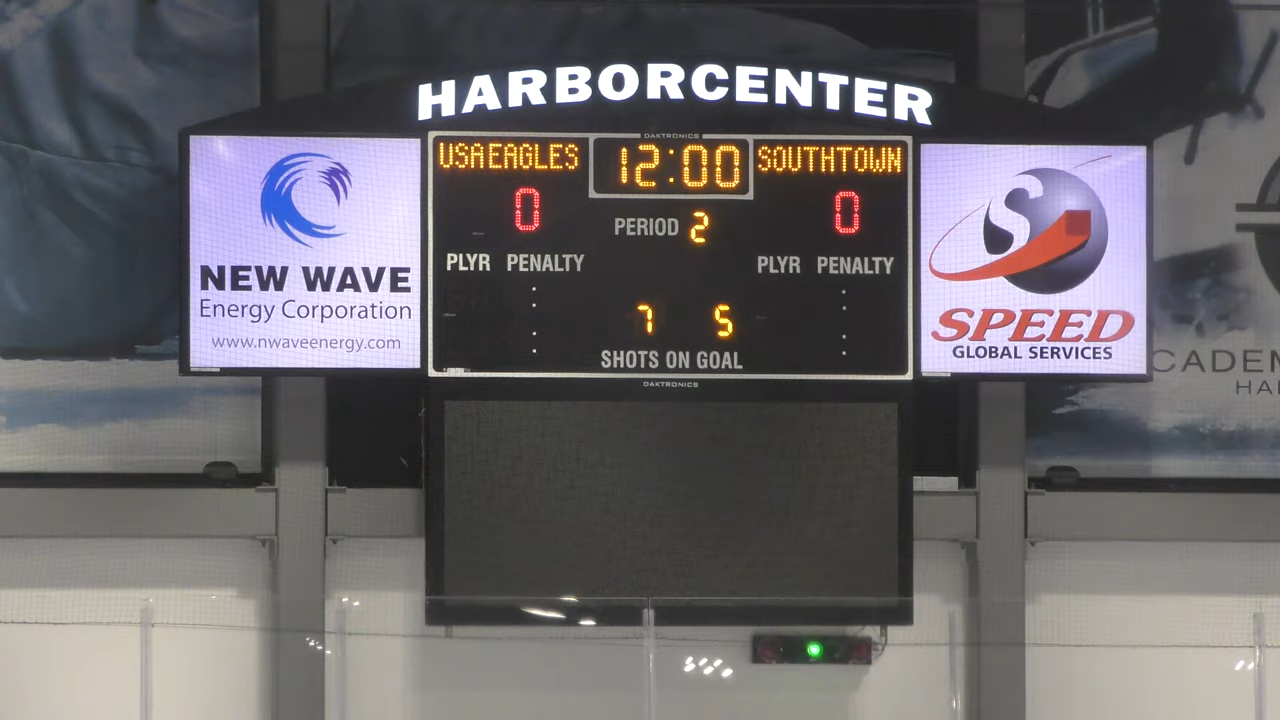 HARBORCENTER
DAKTRONICS
USA EAGLES 12:00 SOUTHTOWN
0 0
PERIOD 2
PLYR PENALTY PLYR PENALTY
7 5
SHOTS ON GOAL
DAKTRONICS
NEW WAVE
Energy Corporation
www.nwaveenergy.com
S
SPEED
GLOBAL SERVICES
CADEM
HA